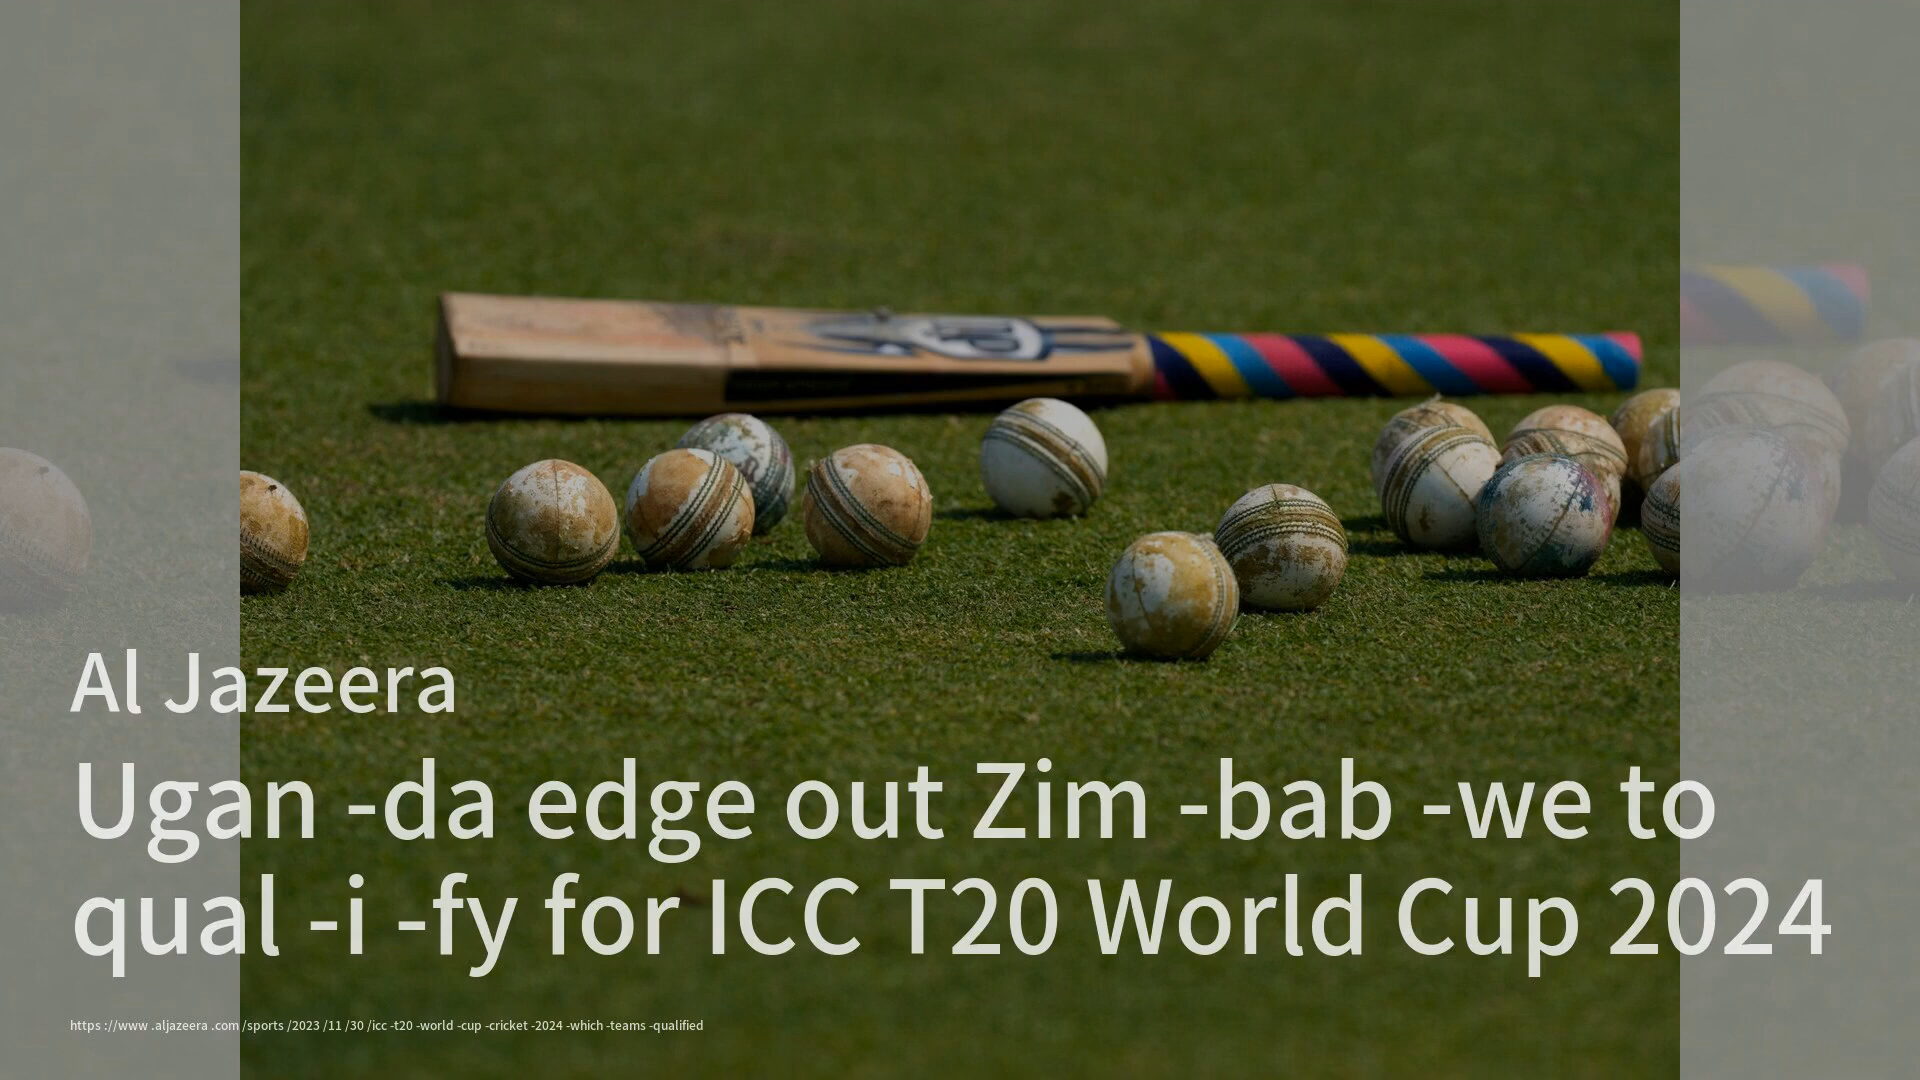 Al Jazeera
Ugan -da edge out Zim -bab -we to
qual -i -fy for ICC T20 World Cup 2024
https ://www .aljazeera .com /sports /2023 /11 /30 /icc -t20 -world -cup -cricket -2024 -which -teams -qualified